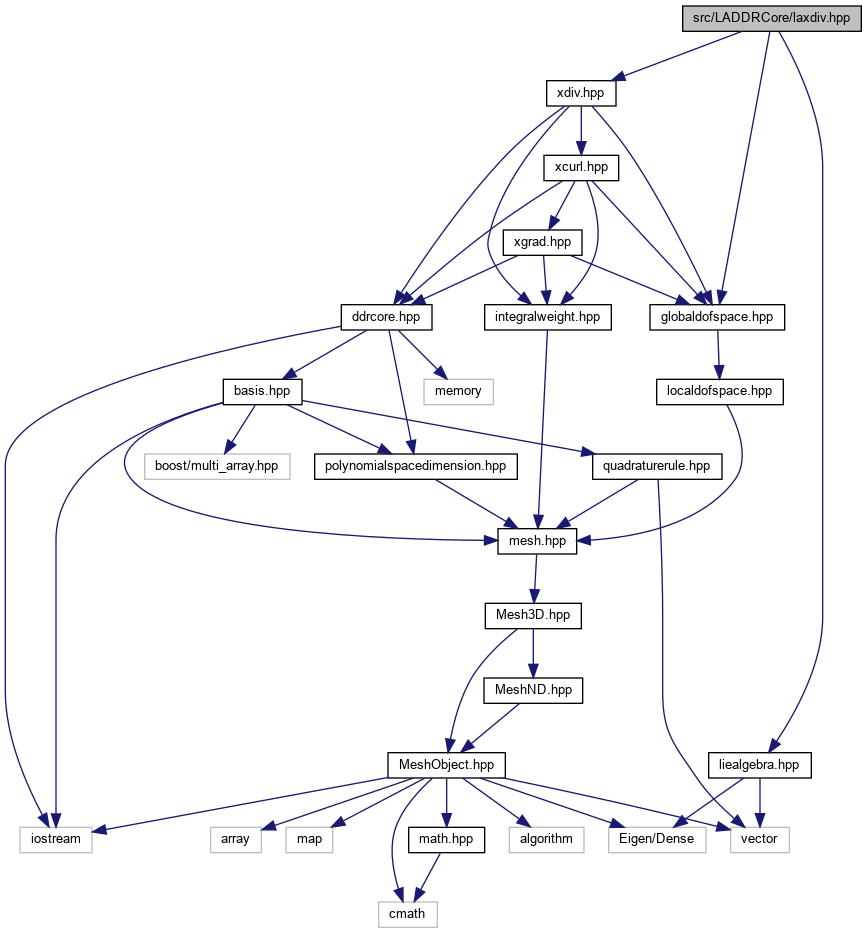 src/LADDRCore/laxdiv.hpp
xdiv.hpp
xcurl.hpp
xgrad.hpp
ddrcore.hpp
integralweight.hpp
globaldofspace.hpp
basis.hpp
memory
localdofspace.hpp
boost/multi_array.hpp
polynomialspacedimension.hpp
quadraturerule.hpp
mesh.hpp
Mesh3D.hpp
MeshND.hpp
MeshObject.hpp
liealgebra.hpp
iostream
array
map
math.hpp
algorithm
Eigen/Dense
vector
cmath